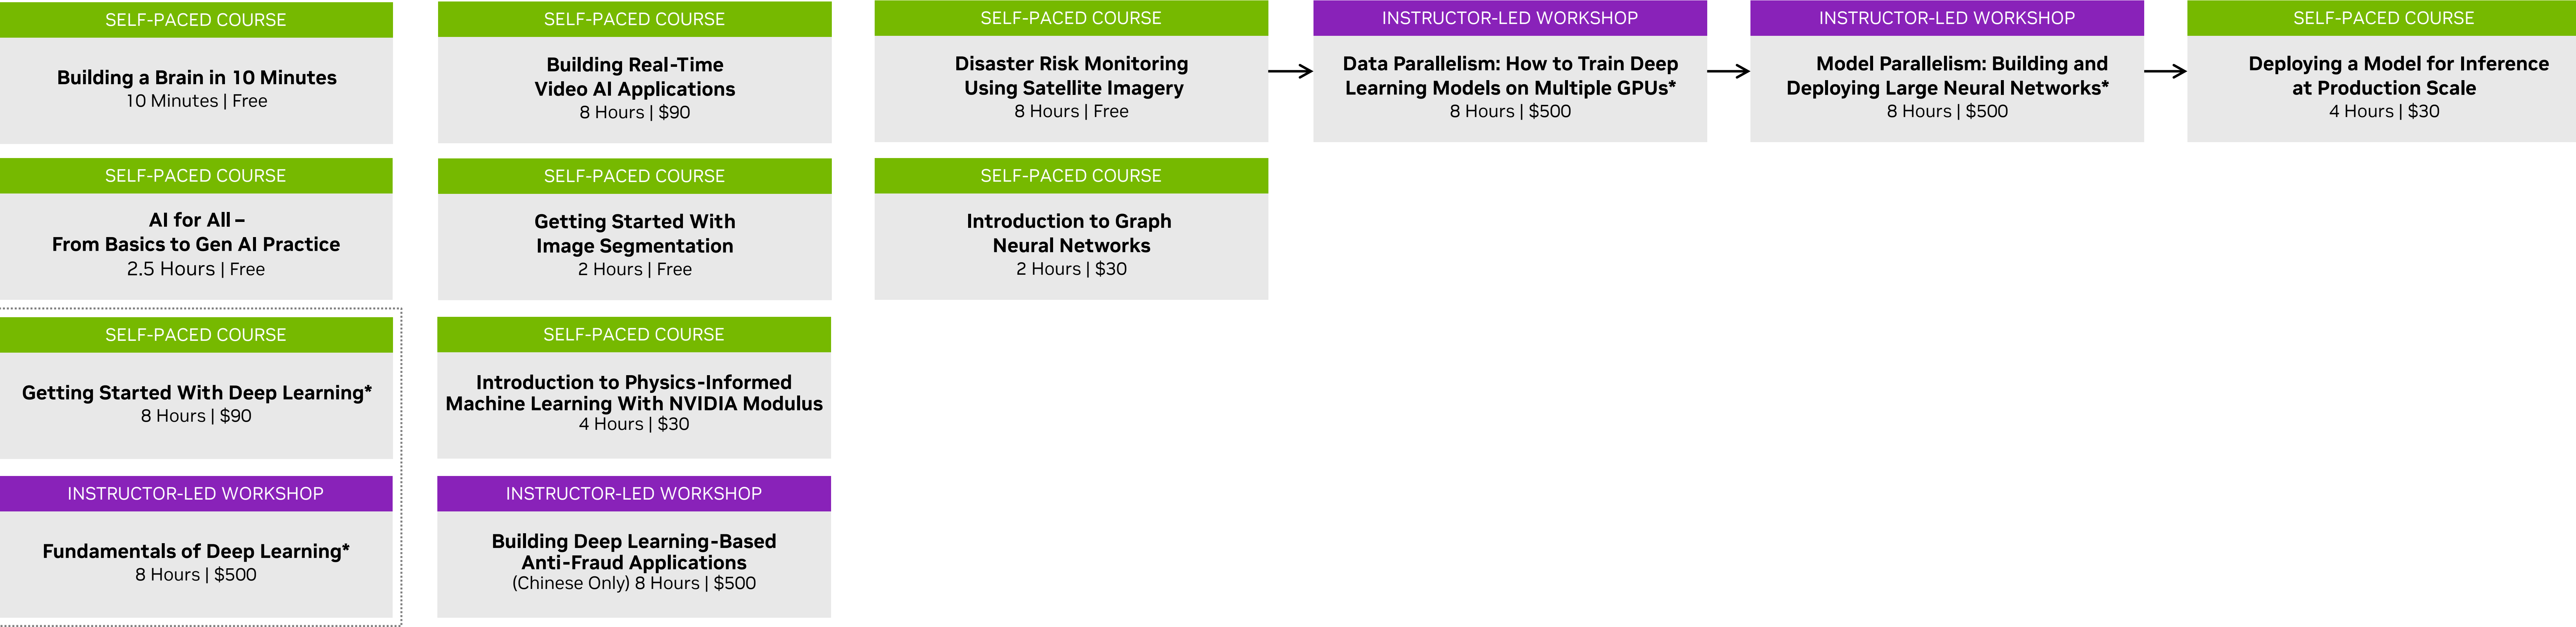 SELF-PACED COURSE
Building a Brain in 10 Minutes
10 Minutes | Free
SELF-PACED COURSE
AI for All –
From Basics to Gen AI Practice
2.5 Hours | Free
SELF-PACED COURSE
Getting Started With Deep Learning*
8 Hours | $90
INSTRUCTOR-LED WORKSHOP
Fundamentals of Deep Learning*
8 Hours | $500
SELF-PACED COURSE
Building Real-Time
Video AI Applications
8 Hours | $90
SELF-PACED COURSE
Getting Started With
Image Segmentation
2 Hours | Free
SELF-PACED COURSE
Introduction to Physics-Informed
Machine Learning With NVIDIA Modulus
4 Hours | $30
INSTRUCTOR-LED WORKSHOP
Building Deep Learning-Based
Anti-Fraud Applications
(Chinese Only) 8 Hours | $500
SELF-PACED COURSE
Disaster Risk Monitoring
Using Satellite Imagery
8 Hours | Free
SELF-PACED COURSE
Introduction to Graph
Neural Networks
2 Hours | $30
INSTRUCTOR-LED WORKSHOP
Data Parallelism: How to Train Deep
Learning Models on Multiple GPUs*
8 Hours | $500
INSTRUCTOR-LED WORKSHOP
Model Parallelism: Building and
Deploying Large Neural Networks*
8 Hours | $500
SELF-PACED COURSE
Deploying a Model for Inference
at Production Scale
4 Hours | $30